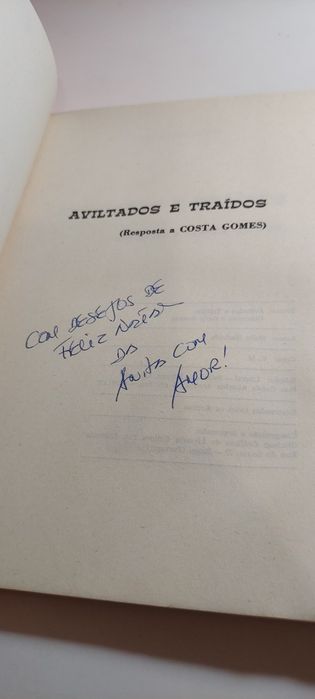 AVILTADOS E TRAÍDOS
(Resposta a COSTA GOMES)
COM DESEJOS DE
FELIZ NATAL
DA
Anita COM
AMOR!